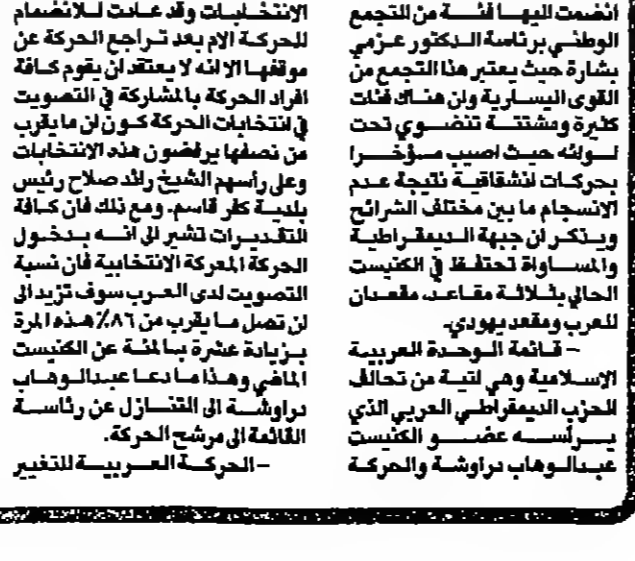 انضمت اليها فئة من التجمع
الوطني برئاسة الدكتور عزمي
بشارة حيث يعتبر هذا التجمع من
القوى اليسارية وان هناك فئات
كثيرة ومشتتة تنضوي تحت
لوائه حيث اصيب مؤخرا
بحركات انشقاقية نتيجة عدم
الانسجام ما بين مختلف الشرائح
ويذكر ان جبهة الديمقراطية
والمساواة تحتفظ في الكنيست
الحالي بثلاثة مقاعد، مقعدان
للعرب ومقعد يهودي.
- قائمة الوحدة العربية
الاسلامية وهي اتية من تحالف
الحزب الديمقراطي العربي الذي
يرأسه عضو الكنيست
عبدالوهاب دراوشة والحركة
الانتخابات وقد عادت للانضمام
للحركة الام بعد تراجع الحركة عن
موقفها الا انه لا يعتقد ان يقوم كافة
افراد الحركة بالمشاركة في التصويت
في انتخابات الحركة كون ان ما يقرب
من نصفها يرفضون هذه الانتخابات
وعلى رأسهم الشيخ رائد صلاح رئيس
بلدية كفر قاسم. ومع ذلك فان كافة
التقديرات تشير الى انه بدخول
الحركة المعركة الانتخابية فان نسبة
التصويت لدى العرب سوف تزيد الى
ان تصل ما يقرب من ٨٦٪ هذه المرة
بزيادة عشرة بالمئة عن الكنيست
الماضي وهذا ما دعا عبدالوهاب
دراوشة الى التنازل عن رئاسة
القائمة الى مرشح الحركة.
- الحركة العربية للتغيير